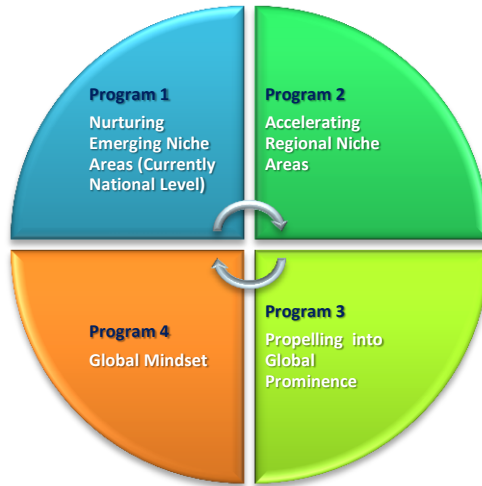 Program 1
Nurturing
Emerging Niche
Areas (Currently
National Level)
Program 2
Accelerating
Regional Niche
Areas
Program 3
Propelling into
Global
Prominence
Program 4
Global Mindset